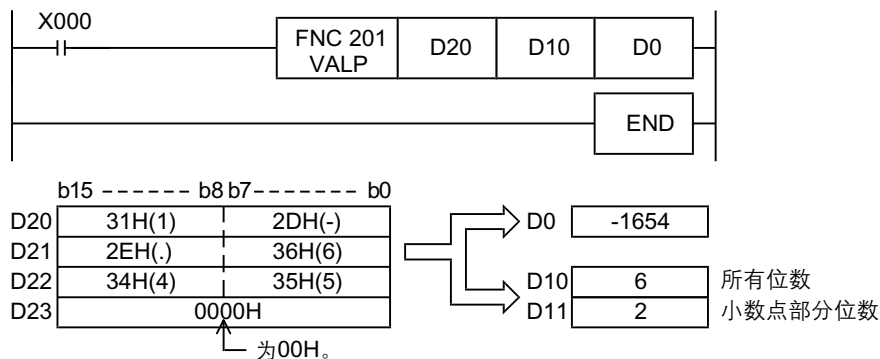 X000
FNC 201
VALP
D20
D10
D0
END
b15 ------ b8 b7------- b0
D20 31H(1) 2DH(-)
D21 2EH(.) 36H(6)
D22 34H(4) 35H(5)
D23 0000H
为00H。
D0 -1654
D10 6 所有位数
D11 2 小数点部分位数